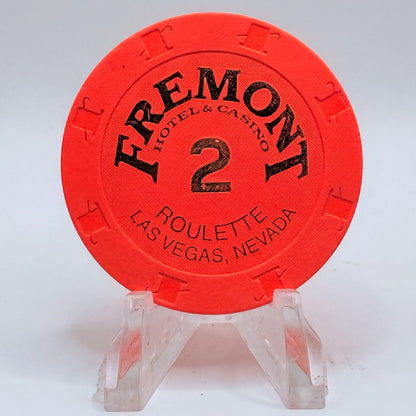 FREMONT
HOTEL & CASINO
2
ROULETTE
LAS VEGAS, NEVADA